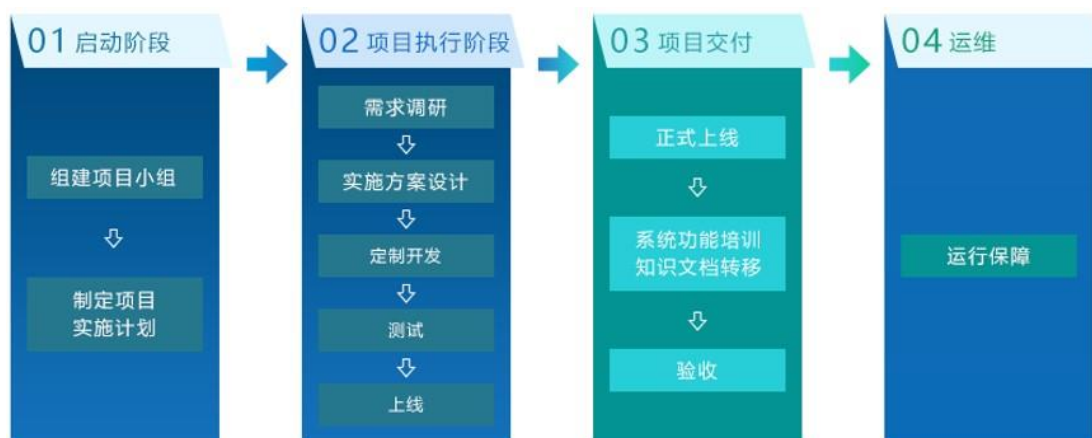 01 启动阶段
组建项目小组
制定项目
实施计划
02 项目执行阶段
需求调研
实施方案设计
定制开发
测试
上线
03 项目交付
正式上线
系统功能培训
知识文档转移
验收
04 运维
运行保障